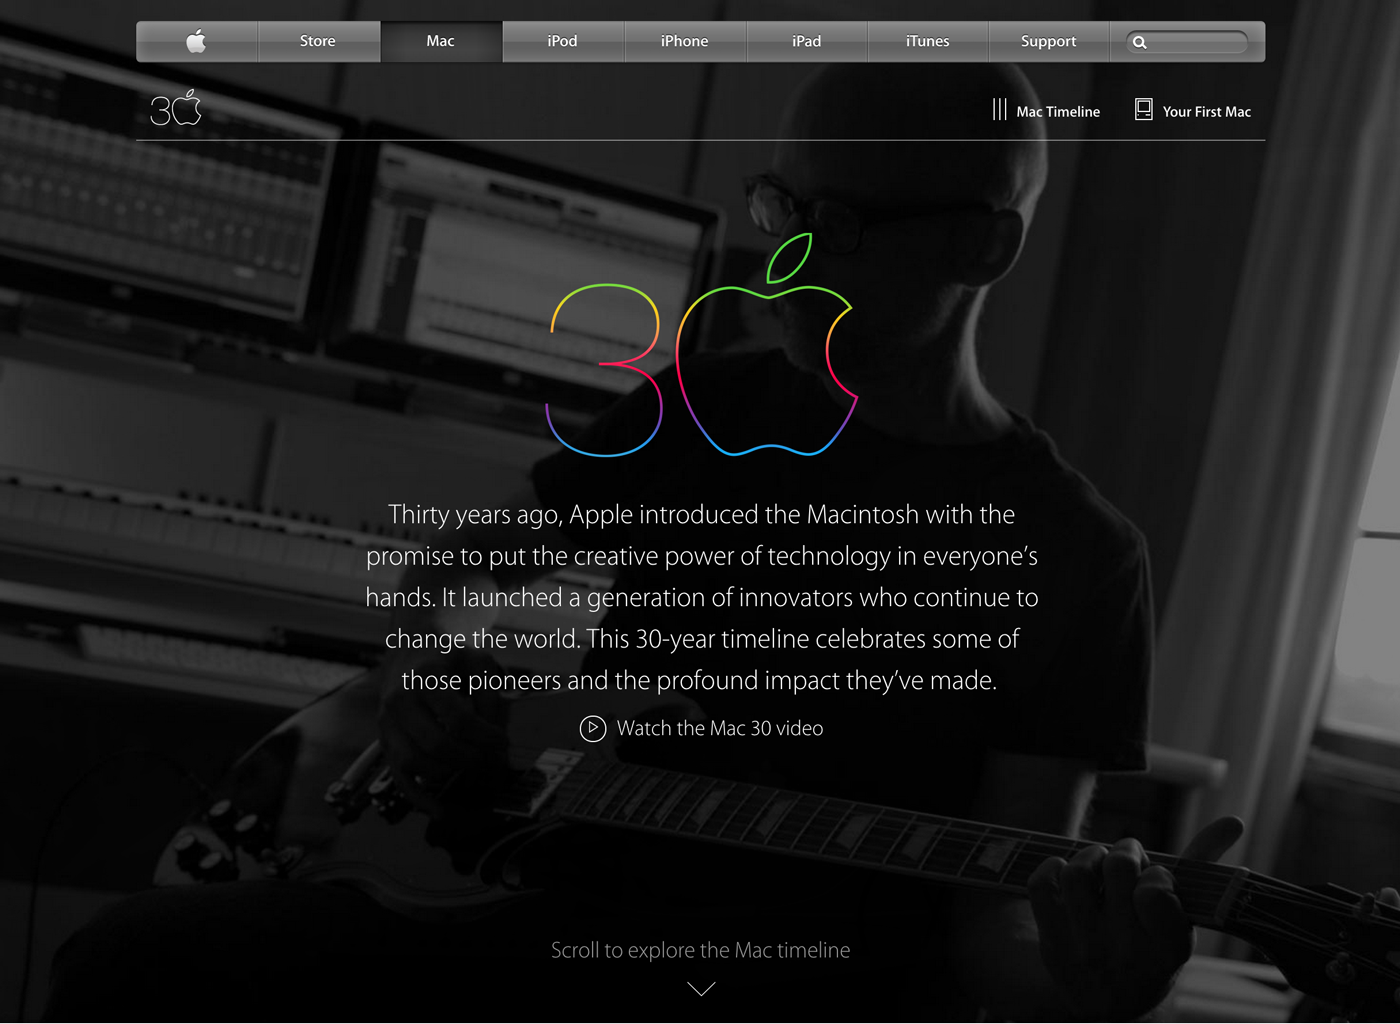 Store
Mac
iPod
iPhone
iPad
iTunes
Support
30
Mac Timeline
Your First Mac
30
Thirty years ago, Apple introduced the Macintosh with the
promise to put the creative power of technology in everyone’s
hands. It launched a generation of innovators who continue to
change the world. This 30-year timeline celebrates some of
those pioneers and the profound impact they’ve made.
Watch the Mac 30 video
Scroll to explore the Mac timeline